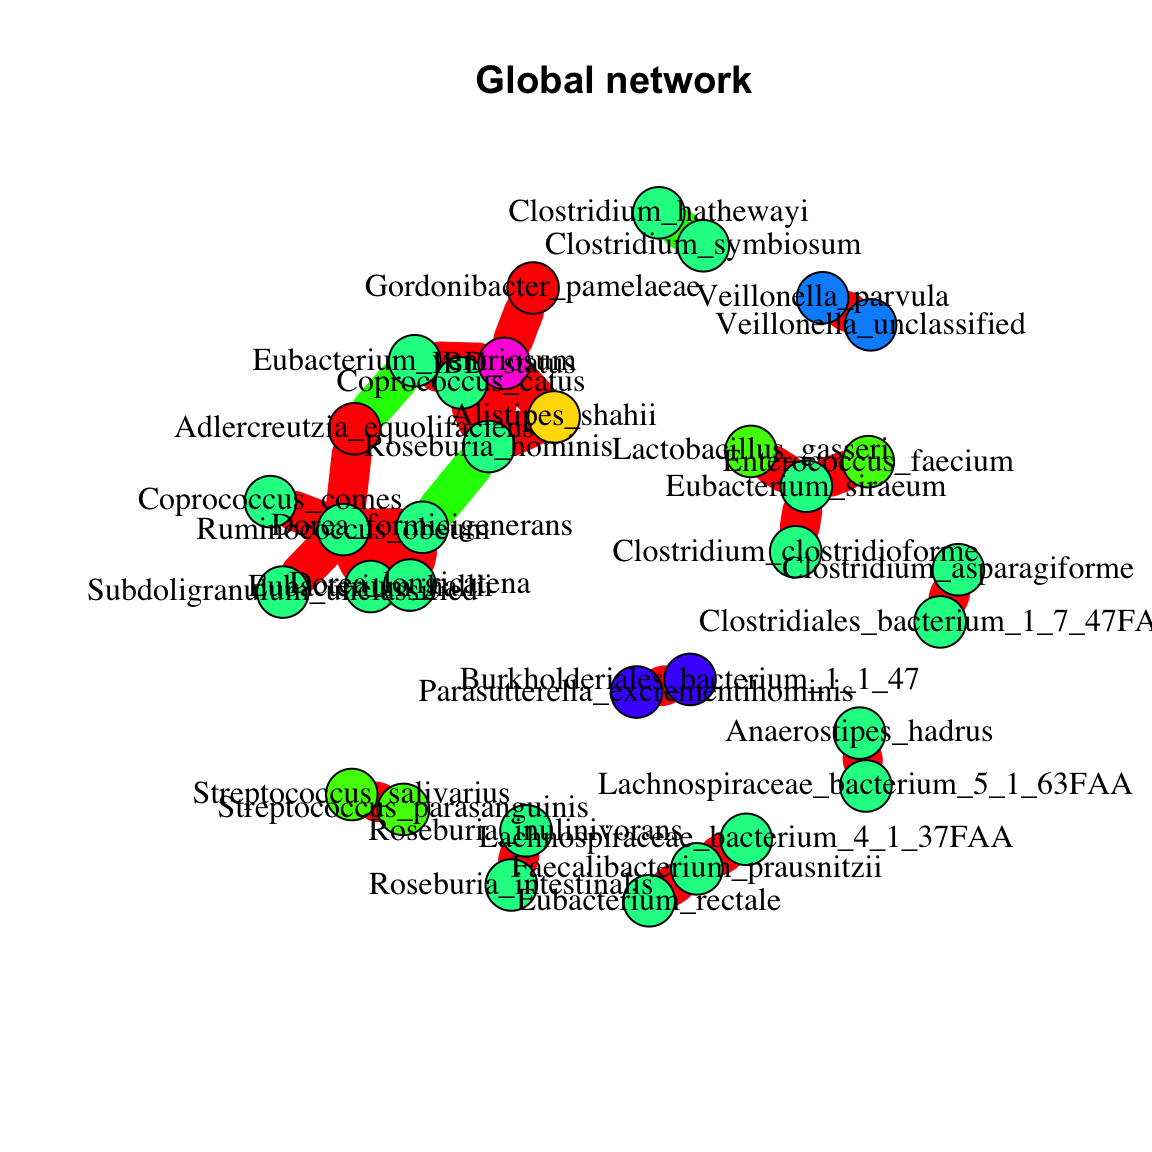 Global network
Clostridium_hathewayi
Clostridium_symbiosum
Gordonibacter_pamelaeae
Veillonella_parvula
Veillonella_unclassified
Eubacterium_ventriosum
IBD_status
Coprococcus_catus
Alistipes_shahii
Adlercreutzia_equolifaciens
Roseburia_hominis
Lactobacillus_gasseri
Enterococcus_faecium
Eubacterium_siraeum
Coprococcus_comes
Dorea_formicigenerans
Ruminococcus_obeum
Clostridium_clostridioforme
Clostridium_asparagiforme
Subdoligranulum_unclassified
Eubacterium_hallii
Dorea_longicatena
Clostridiales_bacterium_1_7_47FA
Burkholderiales_bacterium_1_1_47
Parasutterella_excrementihominis
Anaerostipes_hadrus
Lachnospiraceae_bacterium_5_1_63FAA
Streptococcus_salivarius
Streptococcus_parasanguinis
Roseburia_inulinivorans
Lachnospiraceae_bacterium_4_1_37FAA
Faecalibacterium_prausnitzii
Roseburia_intestinalis
Eubacterium_rectale